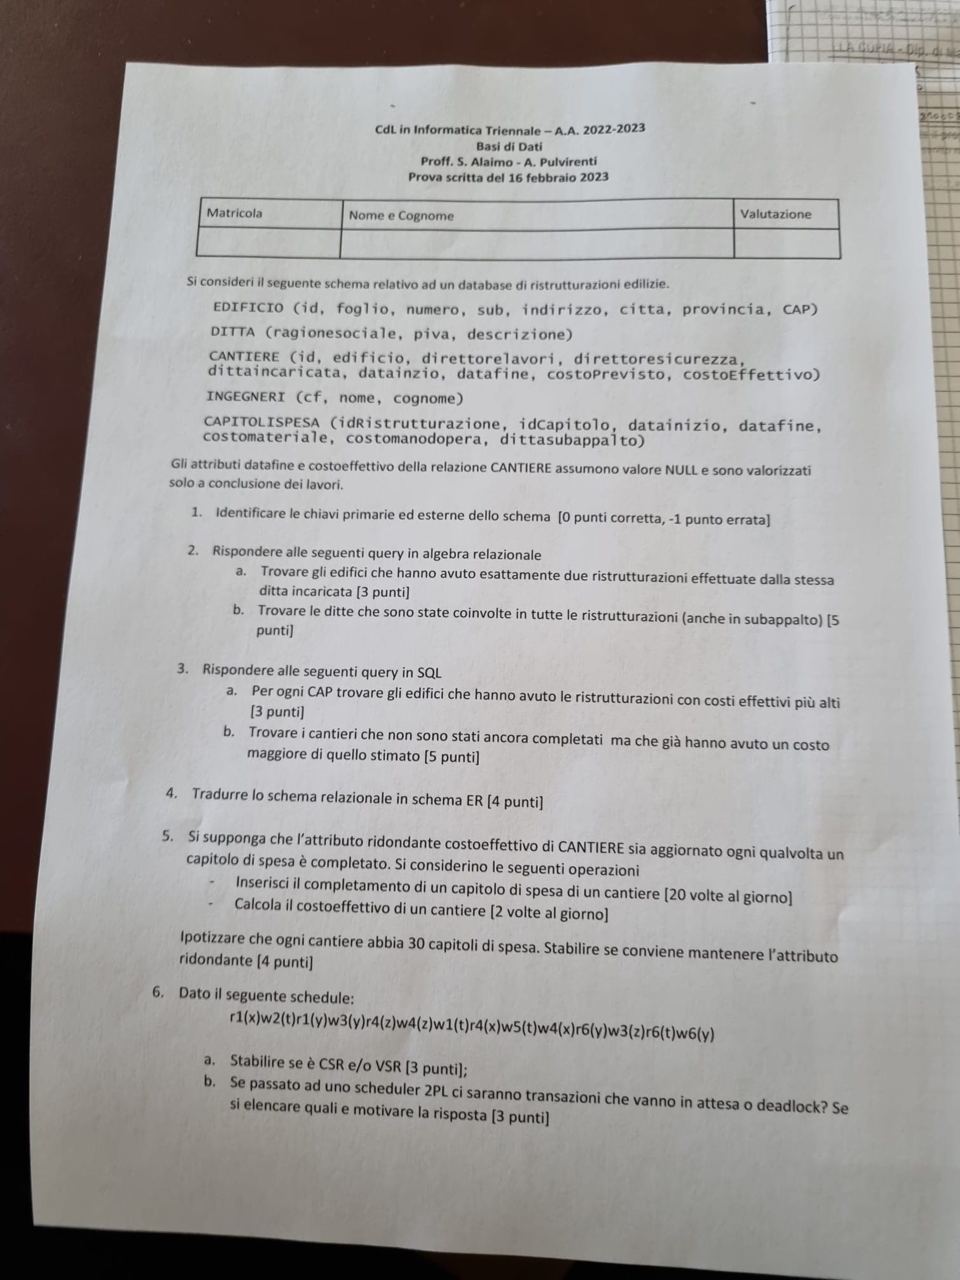 LLA CUPIA - Dip. di
CdL in Informatica Triennale – A.A. 2022-2023
Basi di Dati
Proff. S. Alaimo - A. Pulvirenti
Prova scritta del 16 febbraio 2023
Matricola
Nome e Cognome
Valutazione
Si consideri il seguente schema relativo ad un database di ristrutturazioni edilizie.
EDIFICIO (id, foglio, numero, sub, indirizzo, citta, provincia, CAP)
DITTA (ragionesociale, piva, descrizione)
CANTIERE (id, edificio, direttorelavori, direttoresicurezza,
dittaincaricata, datainzio, datafine, costoPrevisto, costoEffettivo)
INGEGNERI (cf, nome, cognome)
CAPITOLISPESA (idRistrutturazione, idCapitolo, datainizio, datafine,
costomateriale, costomanodopera, dittasubappalto)
Gli attributi datafine e costoeffettivo della relazione CANTIERE assumono valore NULL e sono valorizzati
solo a conclusione dei lavori.
1. Identificare le chiavi primarie ed esterne dello schema [0 punti corretta, -1 punto errata]
2. Rispondere alle seguenti query in algebra relazionale
a. Trovare gli edifici che hanno avuto esattamente due ristrutturazioni effettuate dalla stessa
ditta incaricata [3 punti]
b. Trovare le ditte che sono state coinvolte in tutte le ristrutturazioni (anche in subappalto) [5
punti]
3. Rispondere alle seguenti query in SQL
a. Per ogni CAP trovare gli edifici che hanno avuto le ristrutturazioni con costi effettivi più alti
[3 punti]
b. Trovare i cantieri che non sono stati ancora completati ma che già hanno avuto un costo
maggiore di quello stimato [5 punti]
4. Tradurre lo schema relazionale in schema ER [4 punti]
5. Si supponga che l'attributo ridondante costoeffettivo di CANTIERE sia aggiornato ogni qualvolta un
capitolo di spesa è completato. Si considerino le seguenti operazioni
- Inserisci il completamento di un capitolo di spesa di un cantiere [20 volte al giorno]
- Calcola il costoeffettivo di un cantiere [2 volte al giorno]
Ipotizzare che ogni cantiere abbia 30 capitoli di spesa. Stabilire se conviene mantenere l'attributo
ridondante [4 punti]
6. Dato il seguente schedule:
r1(x)w2(t)r1(y)w3(y)r4(z)w4(z)w1(t)r4(x)w5(t)w4(x)r6(y)w3(z)r6(t)w6(y)
a. Stabilire se è CSR e/o VSR [3 punti];
b. Se passato ad uno scheduler 2PL ci saranno transazioni che vanno in attesa o deadlock? Se
si elencare quali e motivare la risposta [3 punti]